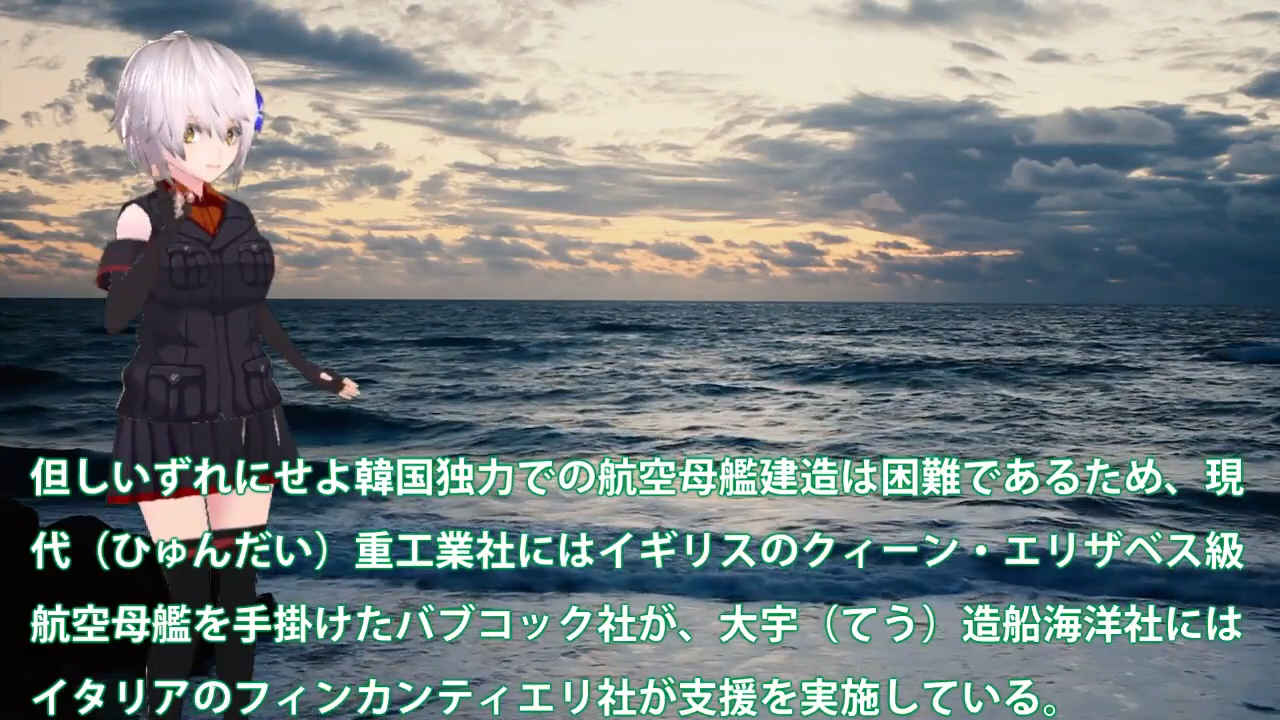 但しいずれにせよ韓国独力での航空母艦建造は困難であるため、現
代（ひゅんだい）重工業社にはイギリスのクィーン・エリザベス級
航空母艦を手掛けたバブコック社が、大宇（てう）造船海洋社には
イタリアのフィンカンティエリ社が支援を実施している。